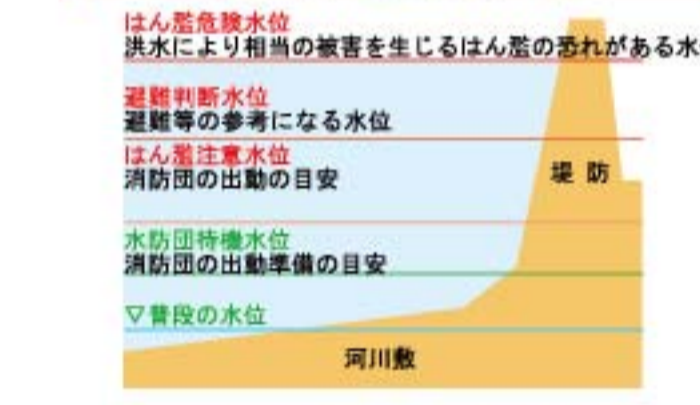 はん濫危険水位
洪水により相当の被害を生じるはん濫の恐れがある水
避難判断水位
避難等の参考になる水位
はん濫注意水位
消防団の出動の目安
堤 防
水防団待機水位
消防団の出動準備の目安
▽普段の水位
河川敷